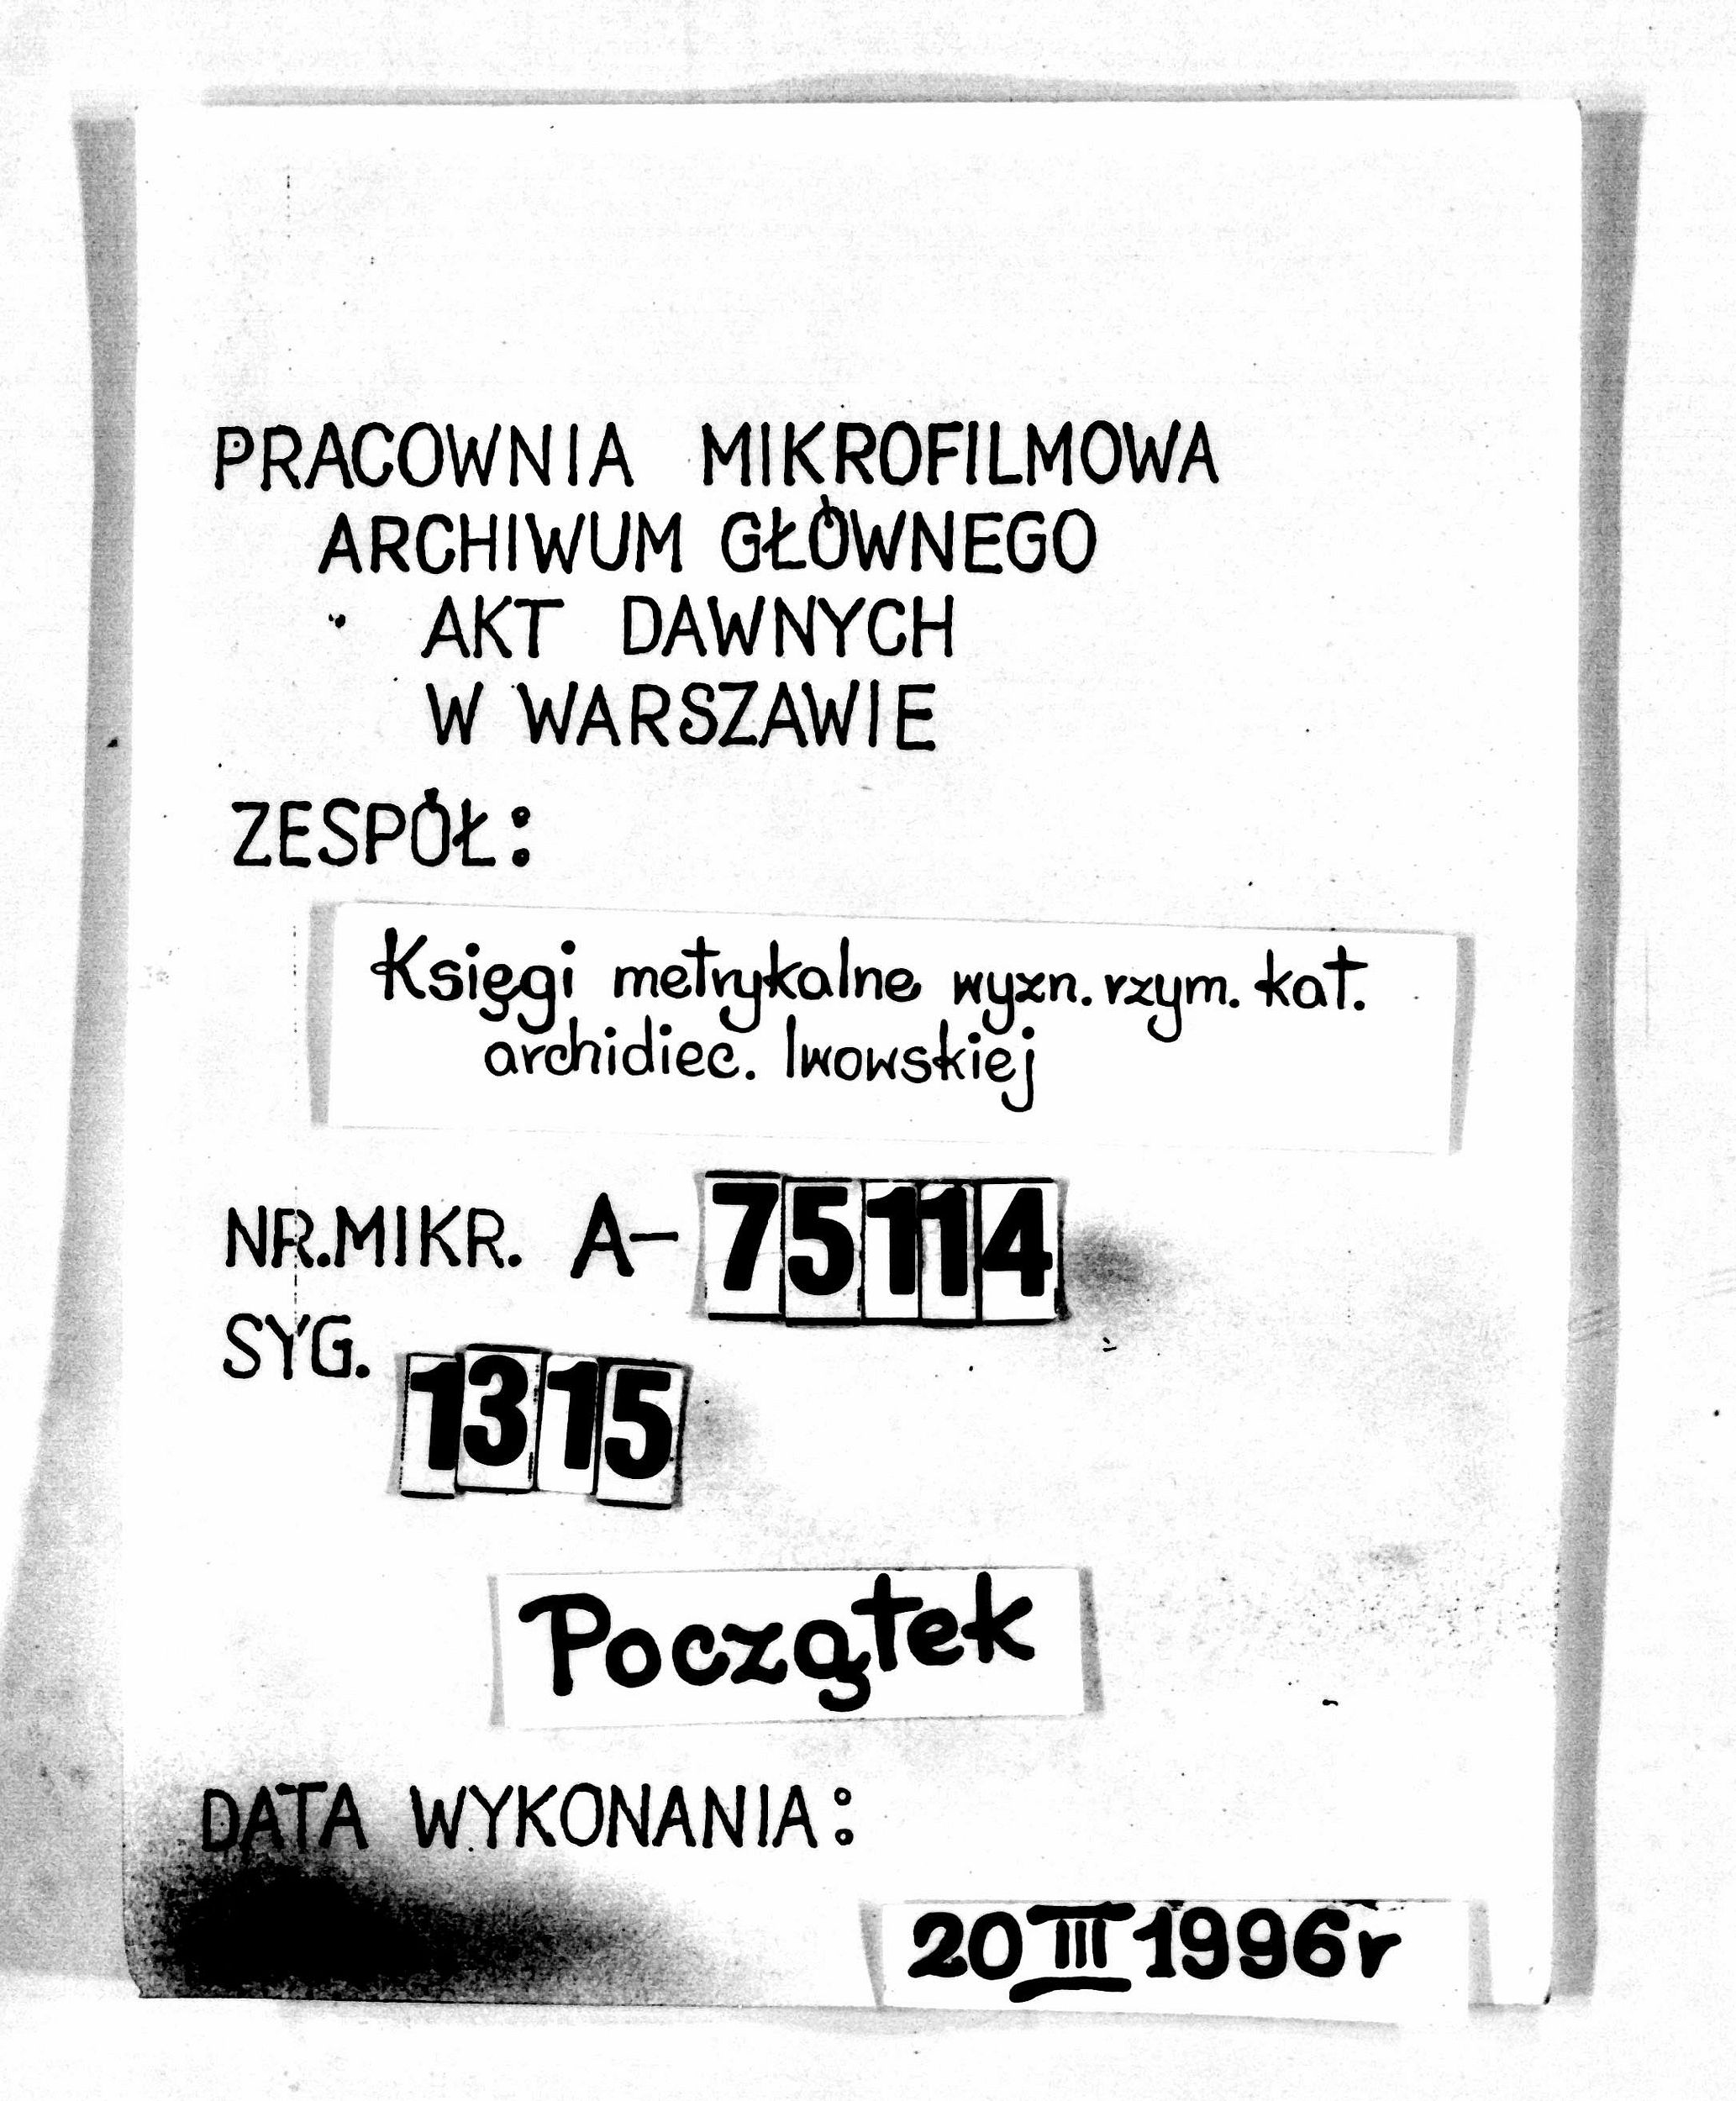 PRACOWNIA MIKROFILMOWA
ARCHIWUM GŁÓWNEGO
AKT DAWNYCH
W WARSZAWIE
ZESPÓŁ:
Księgi metrykalne wyzn. rzym. kat.
archidiec. lwowskiej
NR.MIKR. A- 75114
SYG.
1315
Początek
DATA WYKONANIA:
20 III 1996r